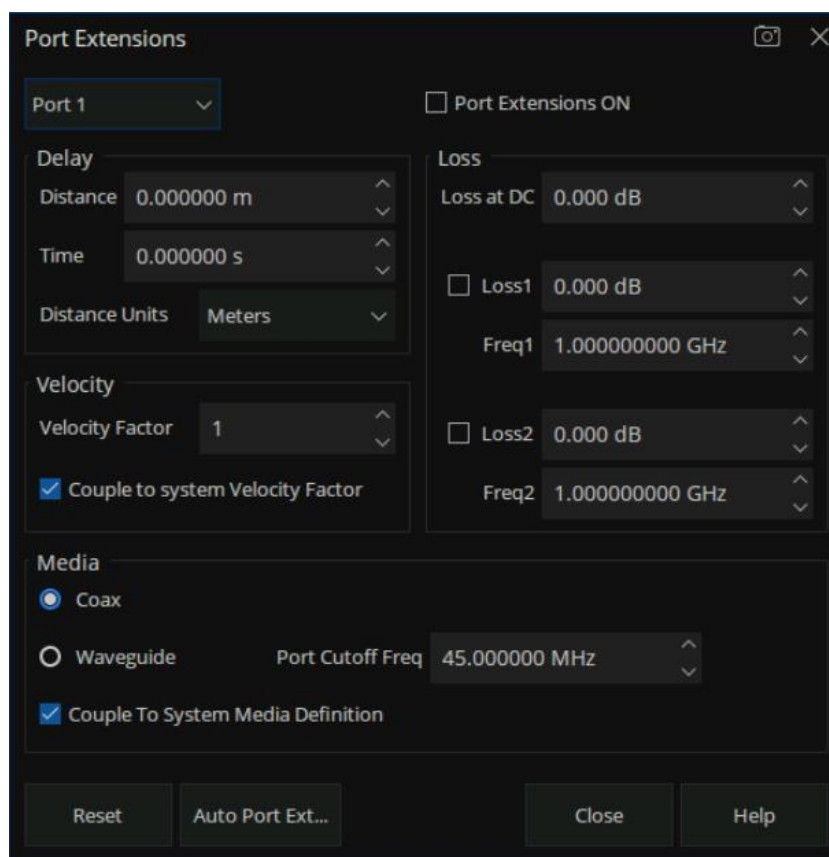 Port Extensions
Port 1
Port Extensions ON
Delay
Distance 0.000000 m
Time 0.000000 s
Distance Units Meters
Velocity
Velocity Factor 1
Couple to system Velocity Factor
Loss
Loss at DC 0.000 dB
Loss1 0.000 dB
Freq1 1.000000000 GHz
Loss2 0.000 dB
Freq2 1.000000000 GHz
Media
Coax
Waveguide Port Cutoff Freq 45.000000 MHz
Couple To System Media Definition
Reset Auto Port Ext... Close Help